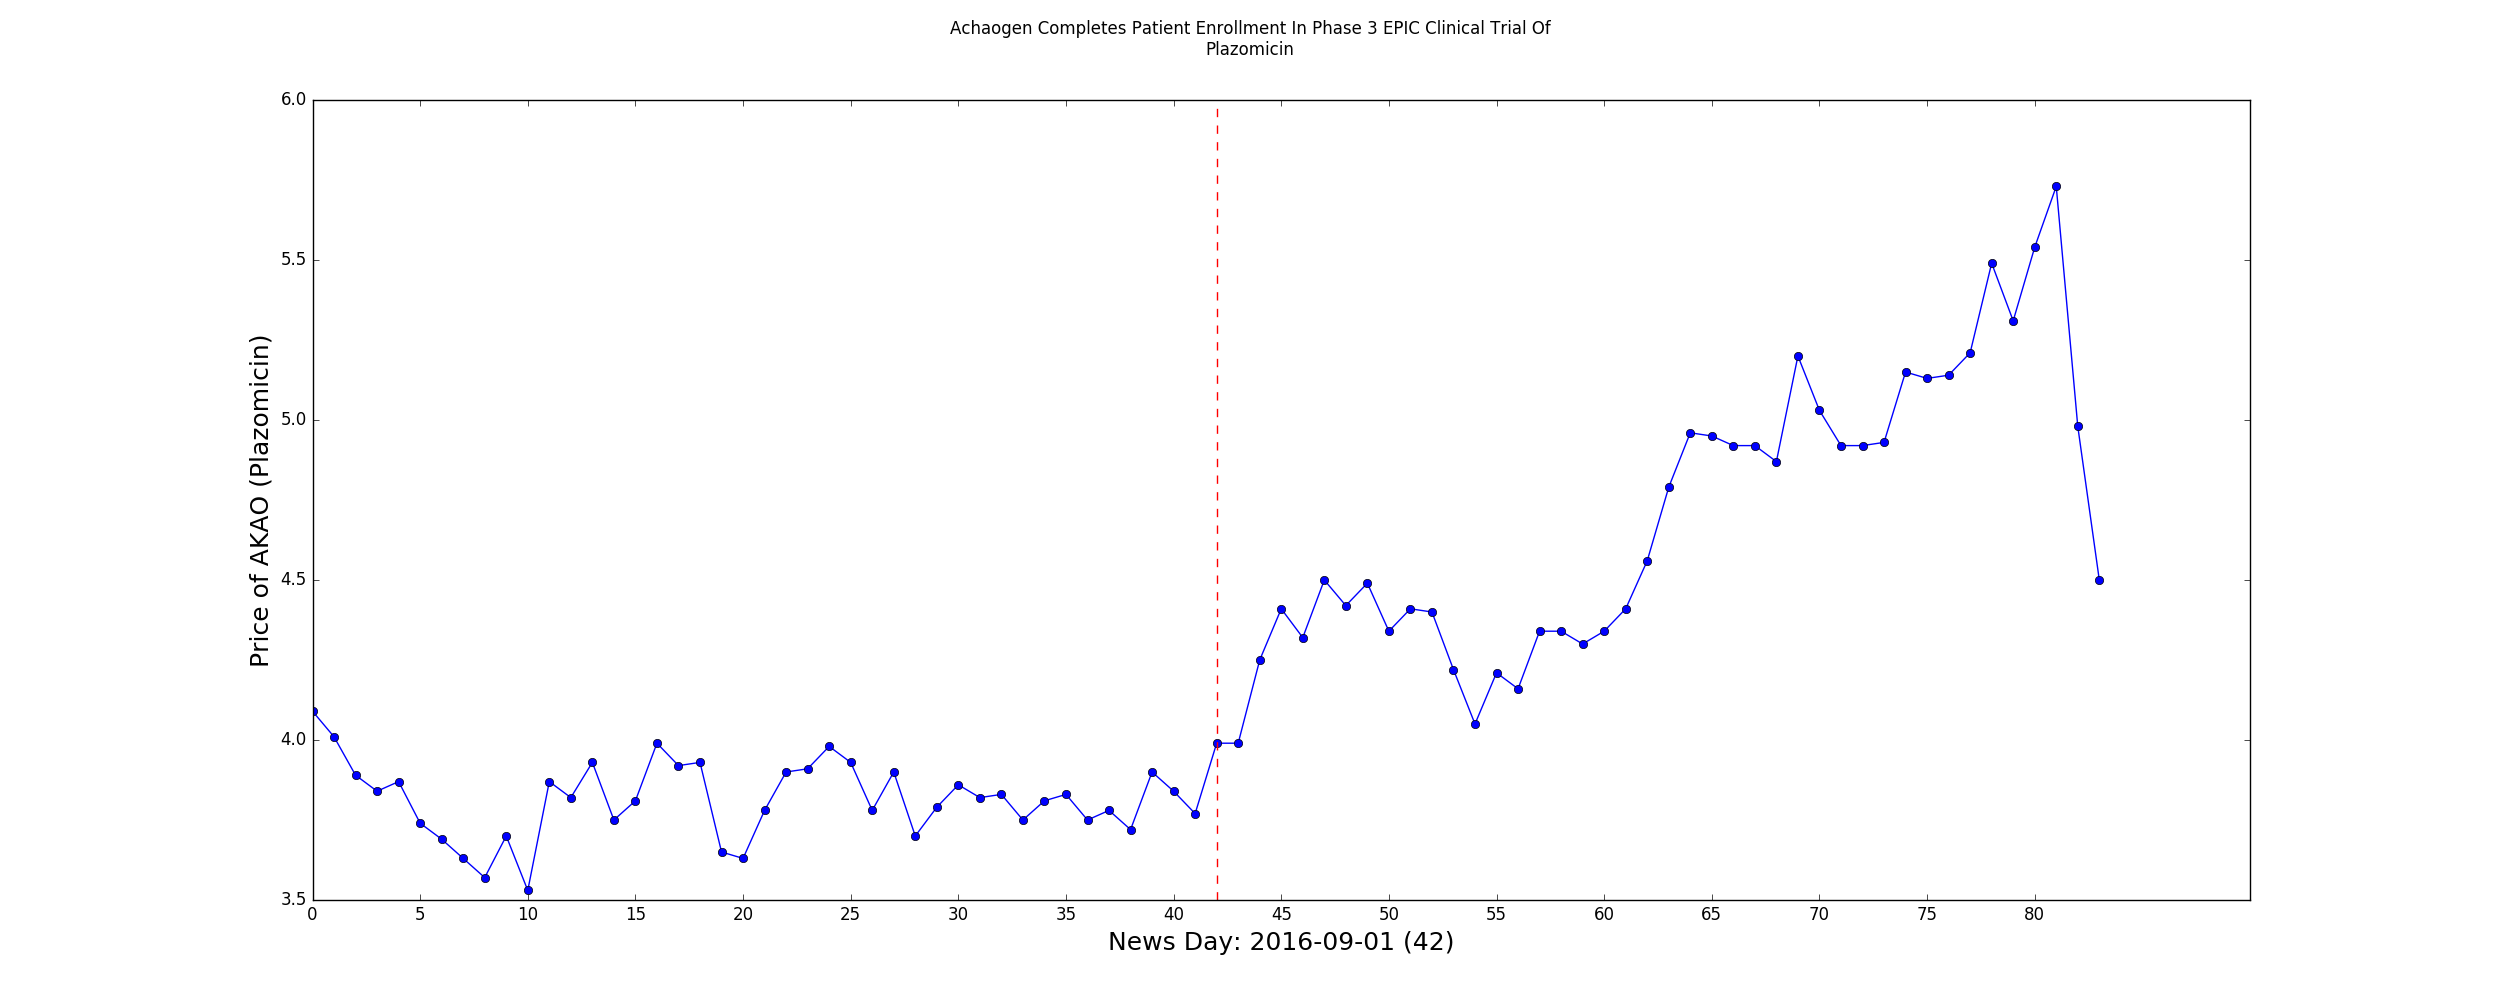 Achaogen Completes Patient Enrollment In Phase 3 EPIC Clinical Trial Of
Plazomicin
Price of AKAO (Plazomicin)
6.0
5.5
5.0
4.5
4.0
3.5
0 5 10 15 20 25 30 35 40 45 50 55 60 65 70 75 80
News Day: 2016-09-01 (42)